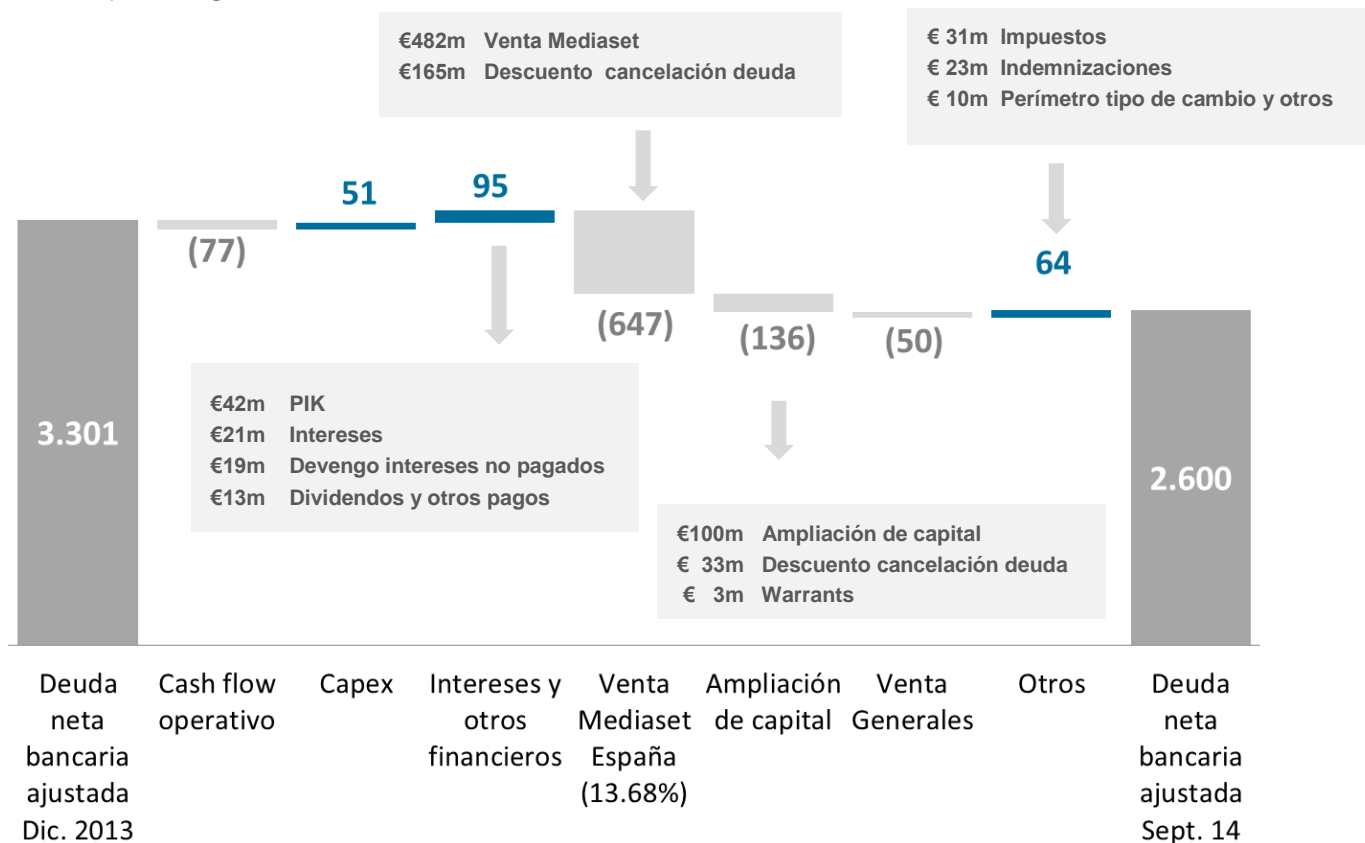 €482m Venta Mediaset
€165m Descuento cancelación deuda
€ 31m Impuestos
€ 23m Indemnizaciones
€ 10m Perímetro tipo de cambio y otros
51
95
(77)
64
(647)
(136)
(50)
€42m PIK
€21m Intereses
€19m Devengo intereses no pagados
€13m Dividendos y otros pagos
3.301
2.600
€100m Ampliación de capital
€ 33m Descuento cancelación deuda
€ 3m Warrants
Deuda
neta
bancaria
ajustada
Dic. 2013
Cash flow
operativo
Capex
Intereses y
otros
financieros
Venta
Mediaset
España
(13.68%)
Ampliación
de capital
Venta
Generales
Otros
Deuda
neta
bancaria
ajustada
Sept. 14